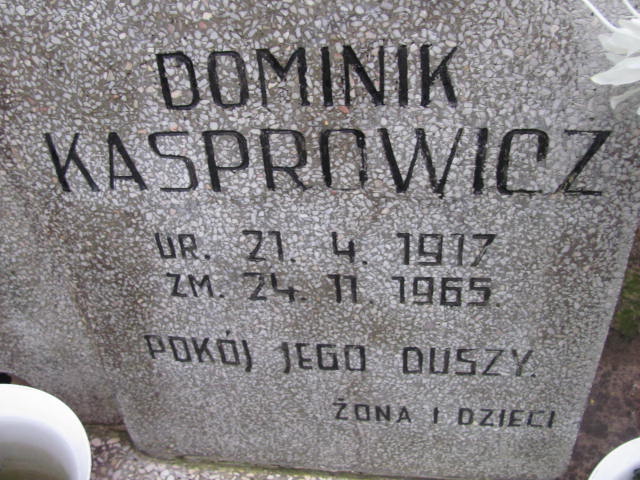 DOMINIK
KASPROWICZ
UR. 21. 4. 1917
ZM. 24. 11. 1965.
POKÓJ JEGO DUSZY.
ŻONA I DZIECI